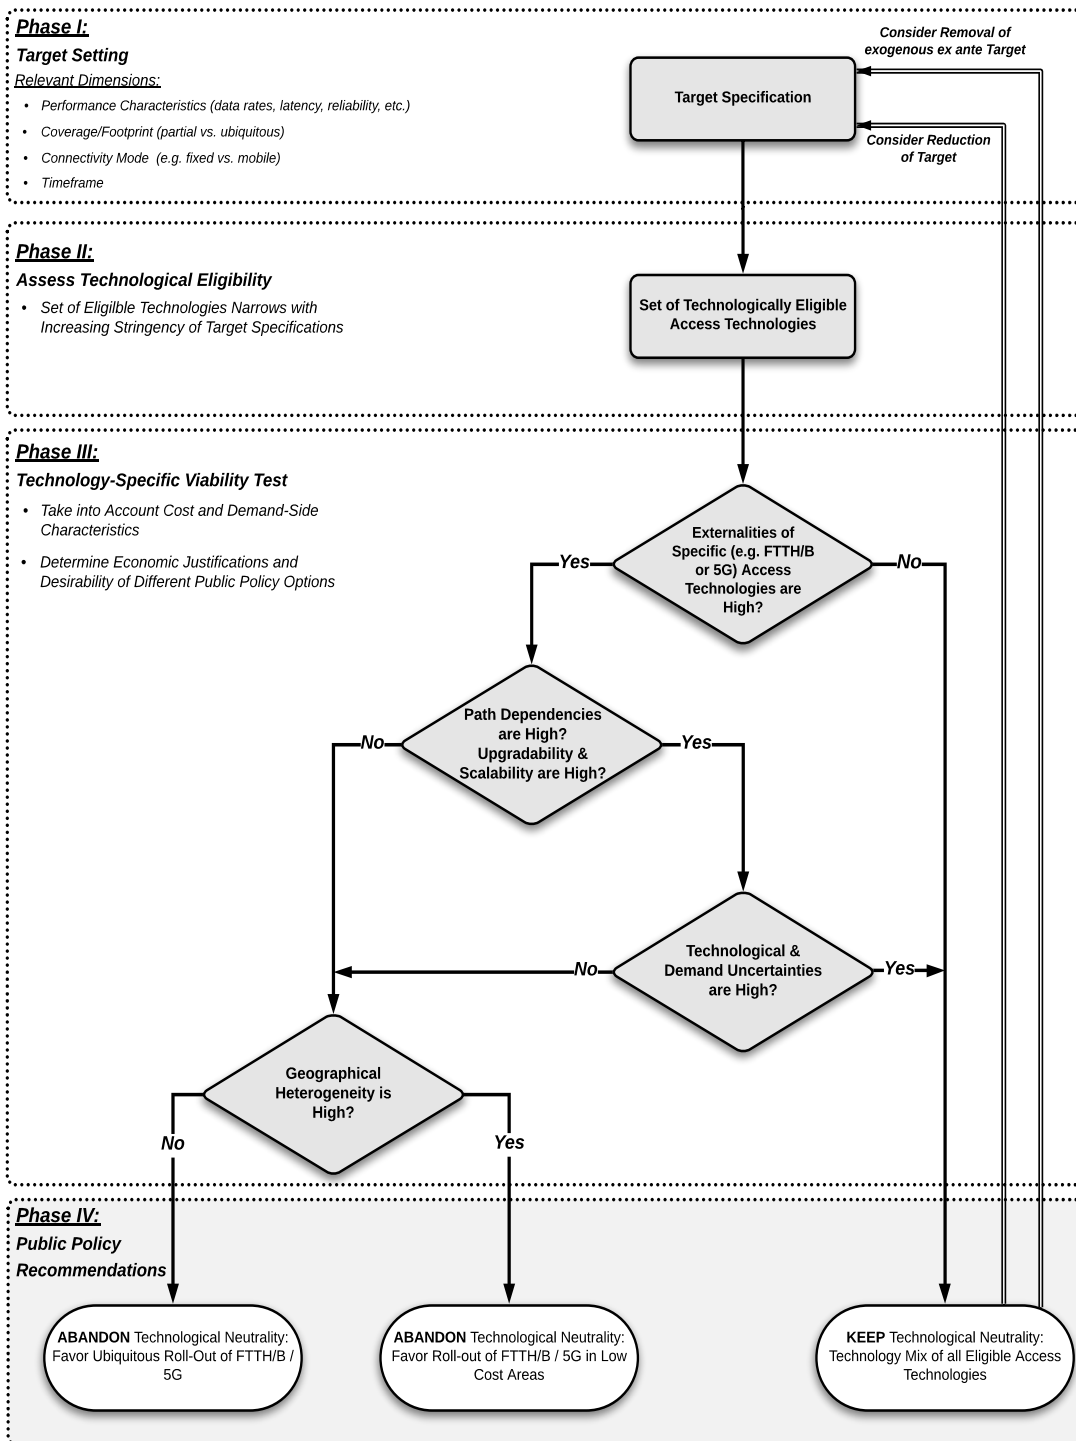 Phase I:
Target Setting
Relevant Dimensions:
• Performance Characteristics (data rates, latency, reliability, etc.)
• Coverage/Footprint (partial vs. ubiquitous)
• Connectivity Mode (e.g. fixed vs. mobile)
• Timeframe
Consider Removal of
exogenous ex ante Target
Target Specification
Consider Reduction
of Target
Phase II:
Assess Technological Eligibility
• Set of Eligilble Technologies Narrows with
Increasing Stringency of Target Specifications
Set of Technologically Eligible
Access Technologies
Phase III:
Technology-Specific Viability Test
• Take into Account Cost and Demand-Side
Characteristics
• Determine Economic Justifications and
Desirability of Different Public Policy Options
Externalities of
Specific (e.g. FTTH/B
or 5G) Access
Technologies are
High?
Yes
No
Path Dependencies
are High?
Upgradability &
Scalability are High?
No
Yes
Technological &
Demand Uncertainties
are High?
No
Yes
Geographical
Heterogeneity is
High?
No
Yes
Phase IV:
Public Policy
Recommendations
ABANDON Technological Neutrality:
Favor Ubiquitous Roll-Out of FTTH/B /
5G
ABANDON Technological Neutrality:
Favor Roll-out of FTTH/B / 5G in Low
Cost Areas
KEEP Technological Neutrality:
Technology Mix of all Eligible Access
Technologies